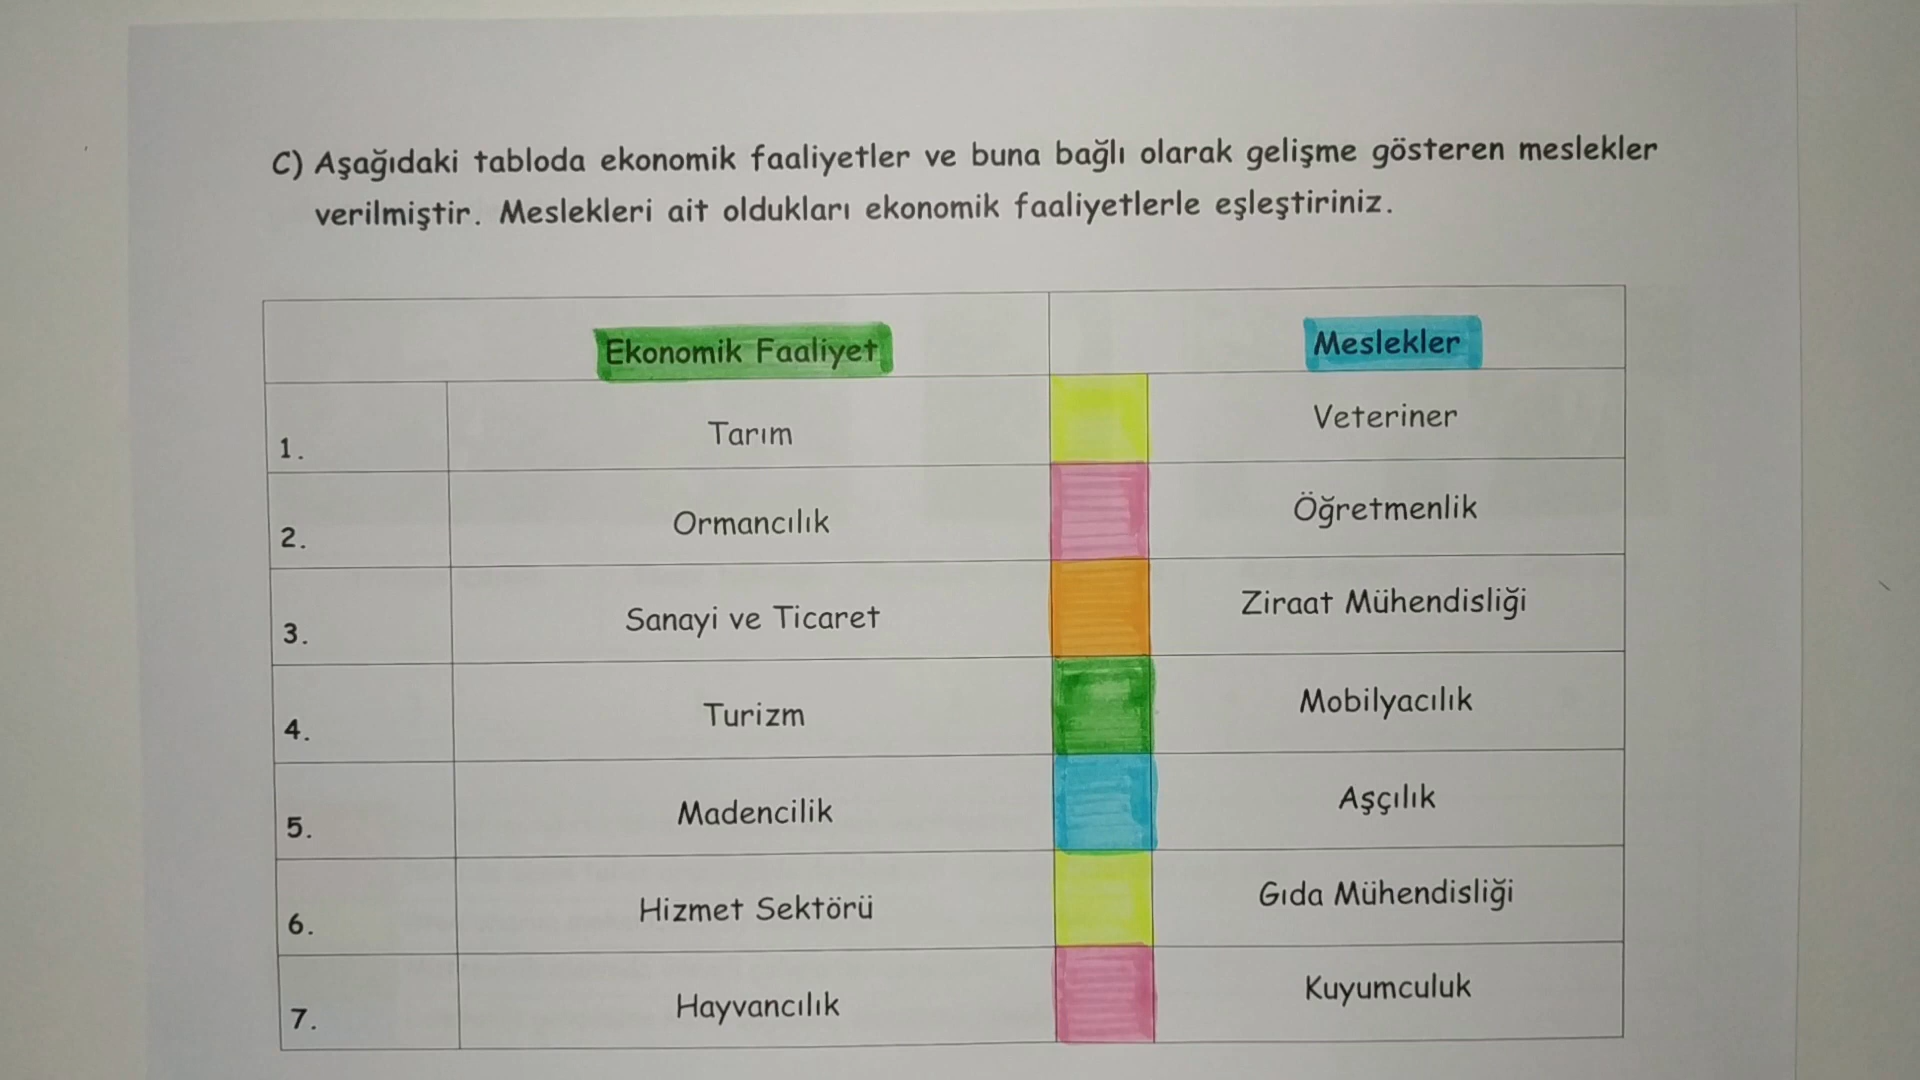 C) Aşağıdaki tabloda ekonomik faaliyetler ve buna bağlı olarak gelişme gösteren meslekler
verilmiştir. Meslekleri ait oldukları ekonomik faaliyetlerle eşleştiriniz.
Ekonomik Faaliyet Meslekler
1. Tarım Veteriner
2. Ormancılık Öğretmenlik
3. Sanayi ve Ticaret Ziraat Mühendisliği
4. Turizm Mobilyacılık
5. Madencilik Aşçılık
6. Hizmet Sektörü Gıda Mühendisliği
7. Hayvancılık Kuyumculuk